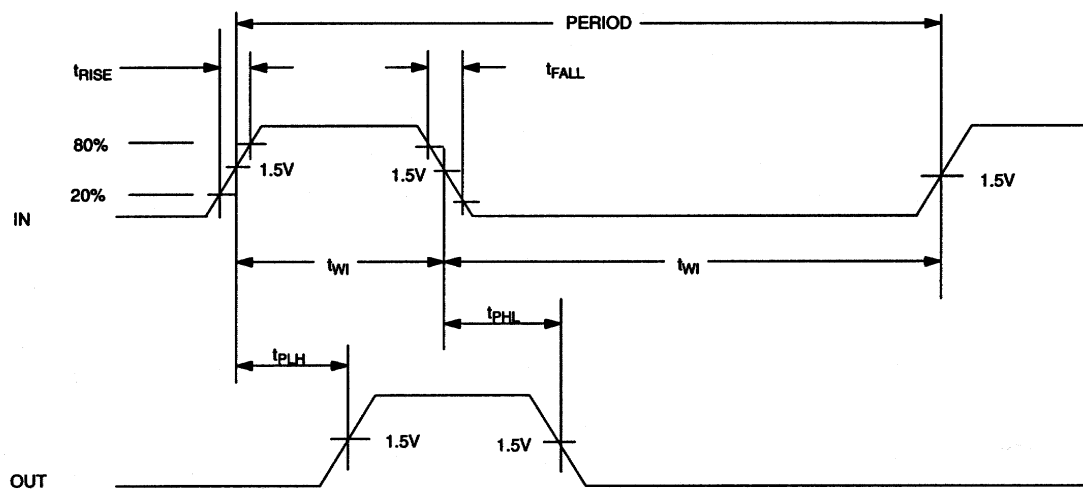 PERIOD
tRISE
tFALL
80%
1.5V
1.5V
1.5V
20%
IN
tWI
tWI
tPHL
tPLH
1.5V
1.5V
OUT